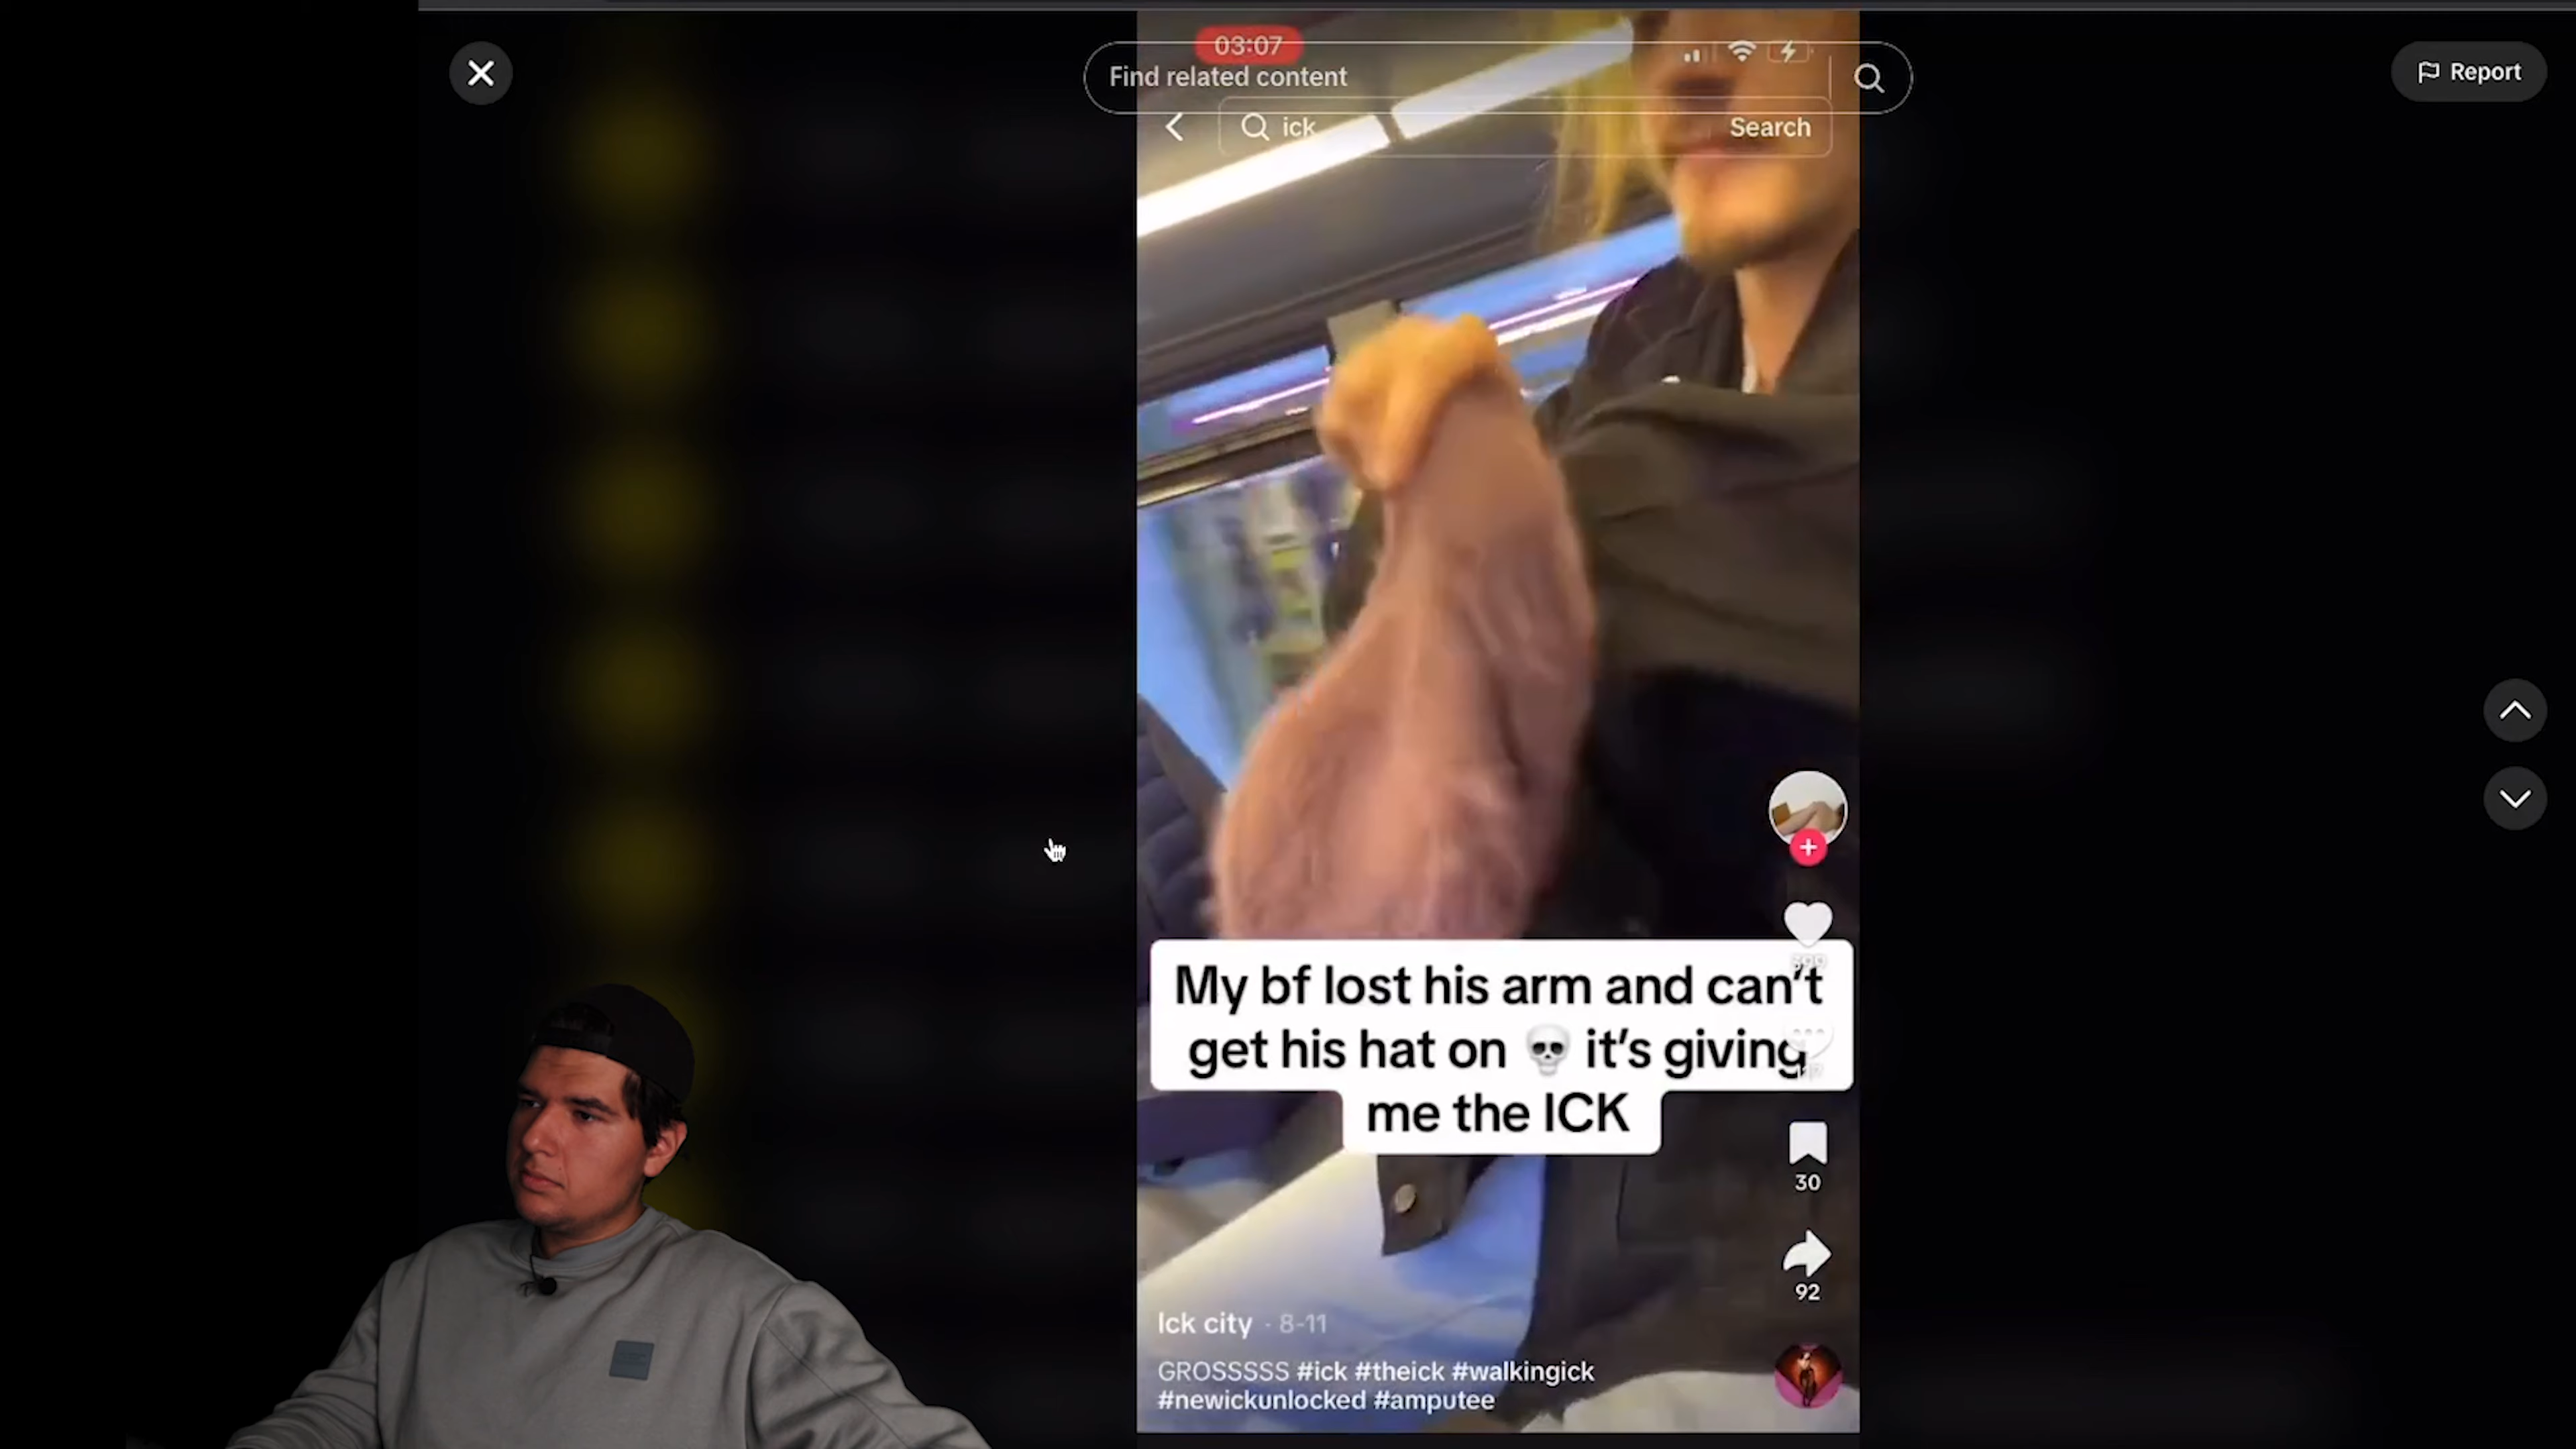 03:07
Find related content
Report
ick
Search
My bf lost his arm and can't
get his hat on 💀 it's giving
me the ICK
30
92
Ick city · 8-11
GROSSSSS #ick #theick #walkingick
#newickunlocked #amputee